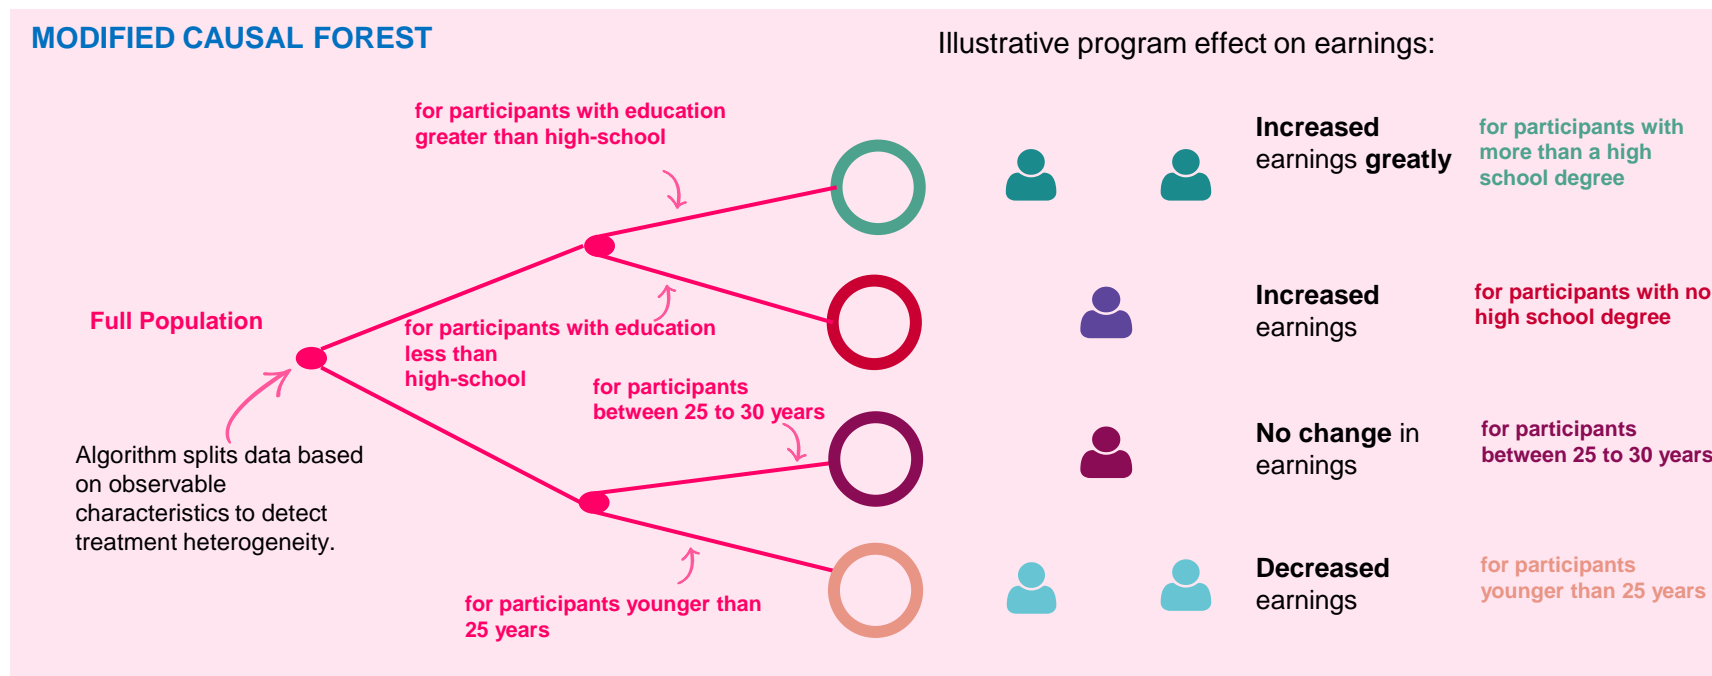 MODIFIED CAUSAL FOREST
Illustrative program effect on earnings:
for participants with education
greater than high-school
Increased
earnings greatly
for participants with
more than a high
school degree
Full Population
for participants with education
less than
high-school
Increased
earnings
for participants with no
high school degree
for participants
between 25 to 30 years
No change in
earnings
for participants
between 25 to 30 years
Algorithm splits data based
on observable
characteristics to detect
treatment heterogeneity.
for participants younger than
25 years
Decreased
earnings
for participants
younger than 25 years